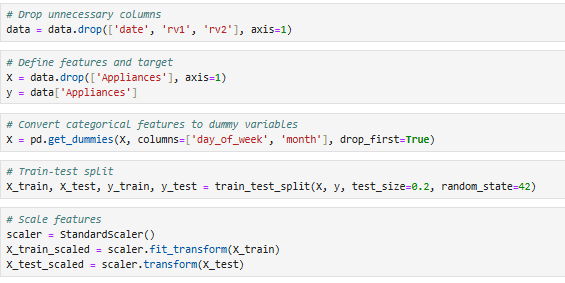 # Drop unnecessary columns
data = data.drop(['date', 'rv1', 'rv2'], axis=1)
# Define features and target
X = data.drop(['Appliances'], axis=1)
y = data['Appliances']
# Convert categorical features to dummy variables
X = pd.get_dummies(X, columns=['day_of_week', 'month'], drop_first=True)
# Train-test split
X_train, X_test, y_train, y_test = train_test_split(X, y, test_size=0.2, random_state=42)
# Scale features
scaler = StandardScaler()
X_train_scaled = scaler.fit_transform(X_train)
X_test_scaled = scaler.transform(X_test)